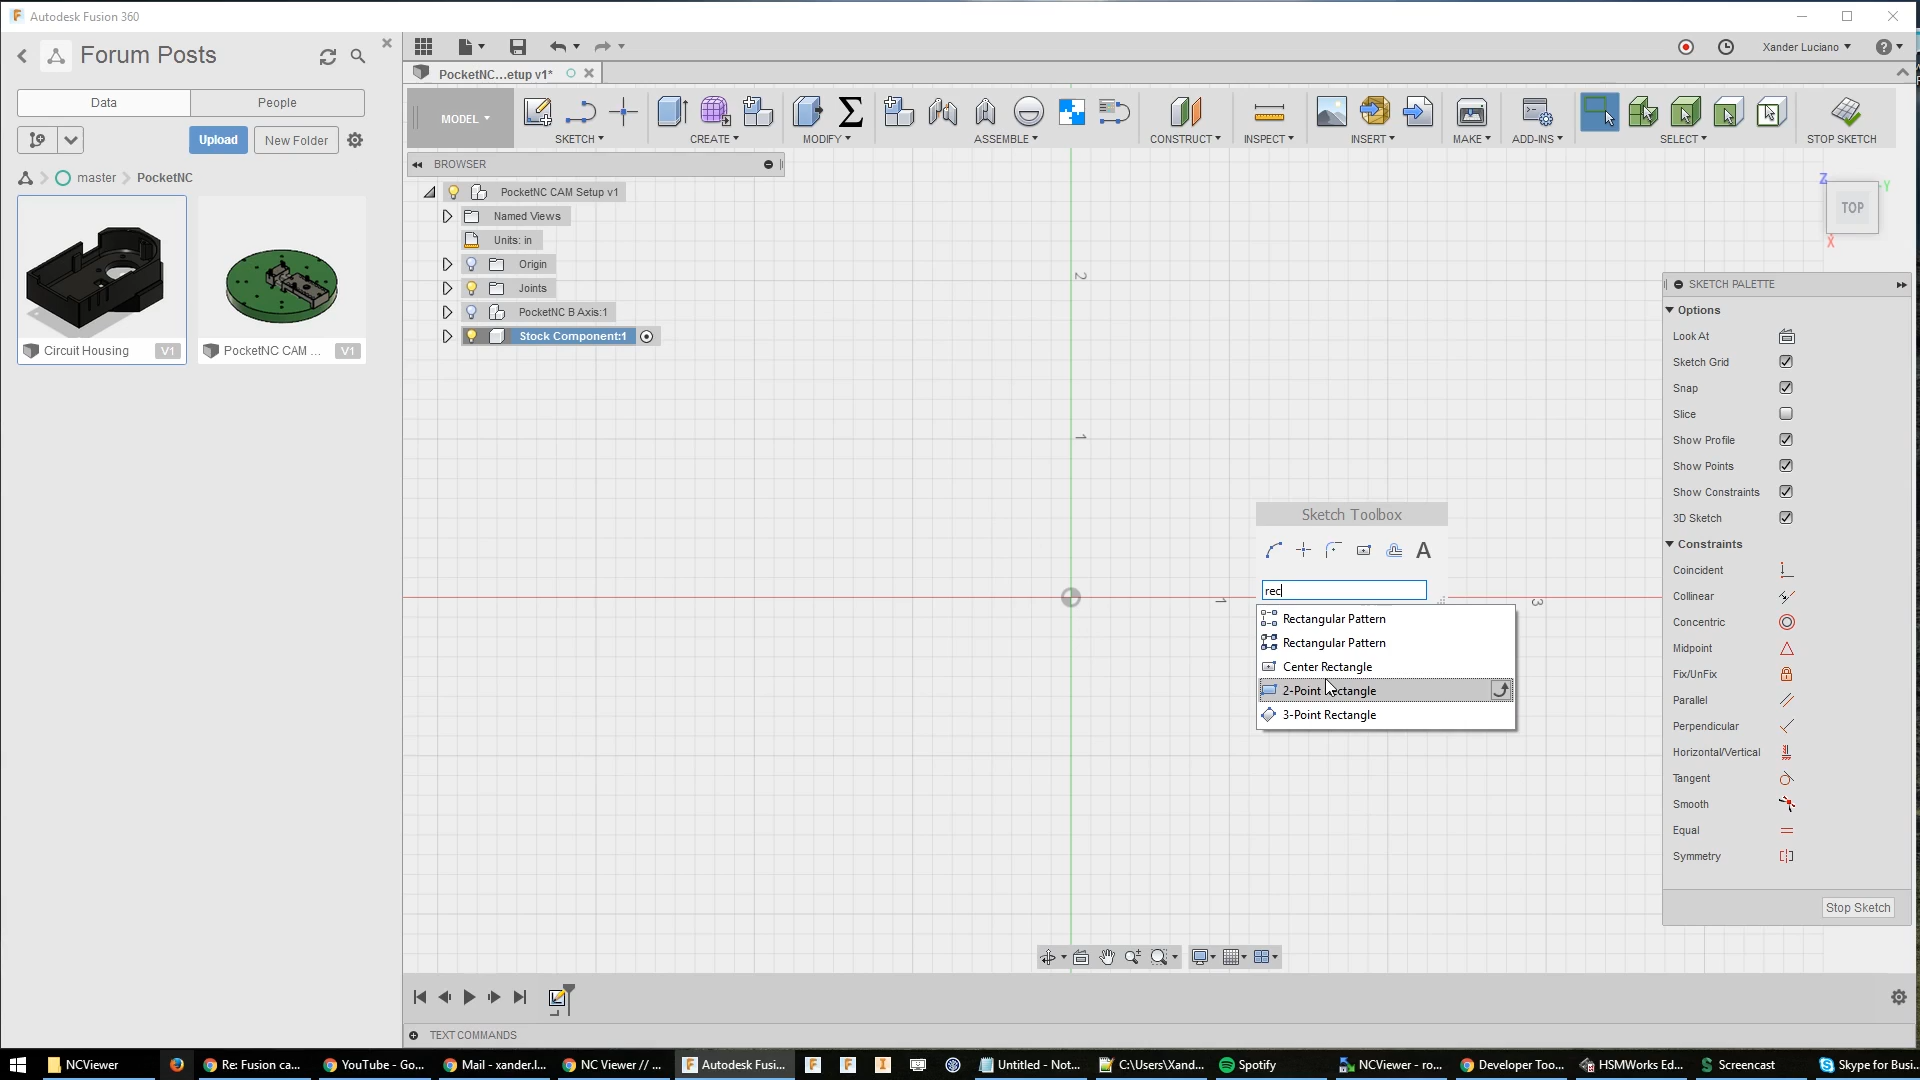 Autodesk Fusion 360
Forum Posts
Data
People
Upload
New Folder
master
PocketNC
Circuit Housing
V1
PocketNC CAM ...
V1
Xander Luciano
PocketNC...etup v1*
MODEL
SKETCH
CREATE
MODIFY
ASSEMBLE
CONSTRUCT
INSPECT
INSERT
MAKE
ADD-INS
SELECT
STOP SKETCH
BROWSER
PocketNC CAM Setup v1
Named Views
Units: in
Origin
Joints
PocketNC B Axis:1
Stock Component:1
2
1
1
3
Z
Y
TOP
X
Sketch Toolbox
A
rec
Rectangular Pattern
Rectangular Pattern
Center Rectangle
2-Point Rectangle
3-Point Rectangle
SKETCH PALETTE
Options
Look At
Sketch Grid
Snap
Slice
Show Profile
Show Points
Show Constraints
3D Sketch
Constraints
Coincident
Collinear
Concentric
Midpoint
Fix/UnFix
Parallel
Perpendicular
Horizontal/Vertical
Tangent
Smooth
Equal
Symmetry
Stop Sketch
TEXT COMMANDS
NCViewer
Re: Fusion ca...
YouTube - Go...
Mail - xander.l...
NC Viewer // ...
Autodesk Fusi...
Untitled - Not...
C:\Users\Xand...
Spotify
NCViewer - ro...
Developer Too...
HSMWorks Ed...
Screencast
Skype for Busi...